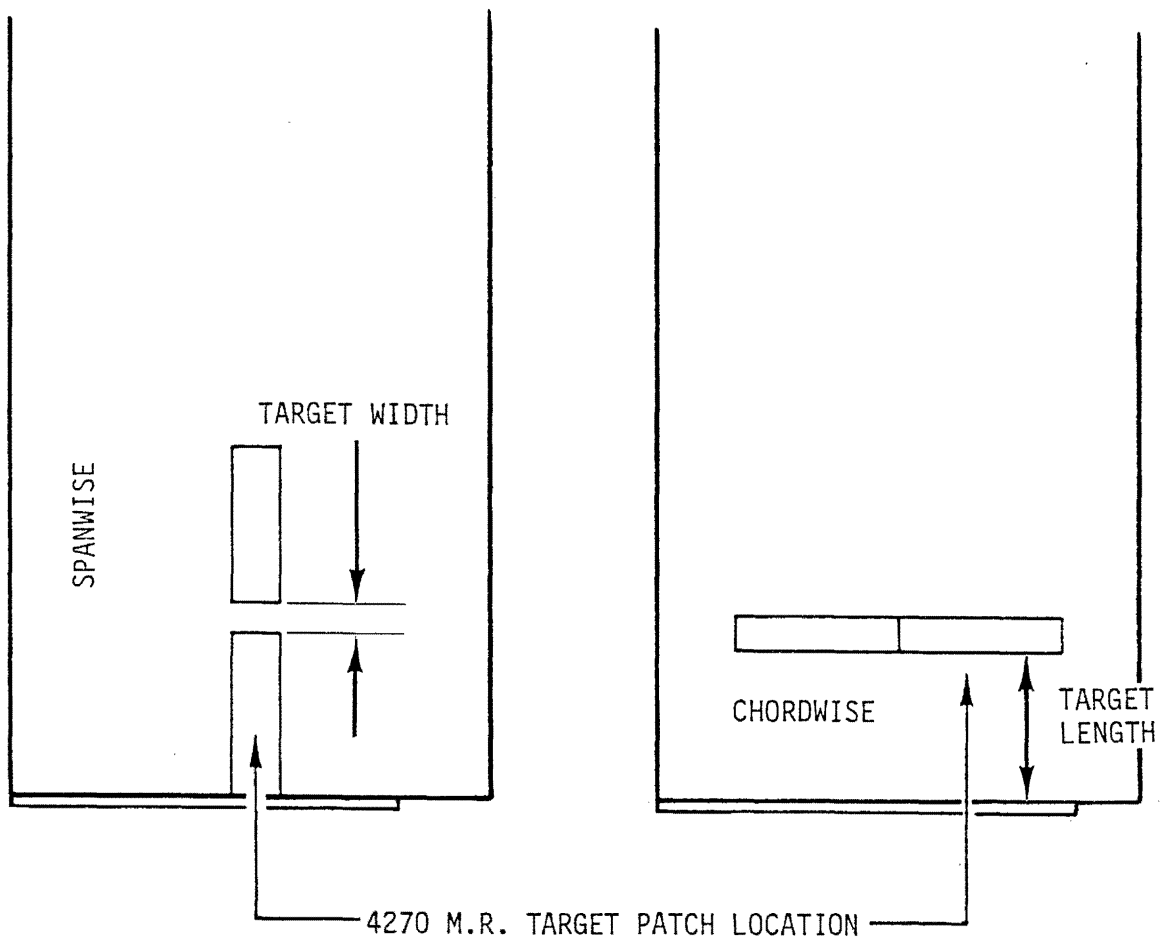 TARGET WIDTH
SPANWISE
CHORDWISE
TARGET
LENGTH
4270 M.R. TARGET PATCH LOCATION